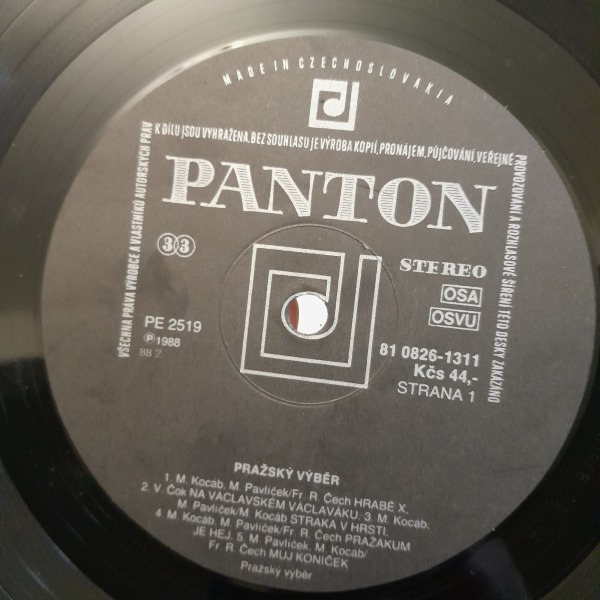 MADE IN CZECHOSLOVAKIA
VŠECHNA PRÁVA VÝROBCE A VLASTNÍKŮ AUTORSKÝCH PRÁV
K DÍLU JSOU VYHRAŽENA. BEZ SOUHLASU JE VÝROBA KOPIÍ, PRONÁJEM, PŮJČOVÁNÍ, VEŘEJNÉ
PROVOZOVÁNÍ A ROZHLASOVÉ ŠÍŘENÍ TÉTO DESKY ZAKÁZÁNO
PANTON
33
STEREO
OSA
OSVU
PE 2519
Ⓟ1988
88 2
81 0826-1311
Kčs 44,-
STRANA 1
PRAŽSKÝ VÝBĚR
1. M. Kocáb, M. Pavlíček/Fr. R. Čech HRABĚ X.
2. V. Čok NA VÁCLAVSKÉM VÁCLAVÁKU, 3. M. Kocáb,
M. Pavlíček/M. Kocáb STRAKA V HRSTI,
4. M. Kocáb, M. Pavlíček/Fr. R. Čech PRAŽÁKUM
JE HEJ, 5. M. Pavlíček, M. Kocáb/
Fr. R. Čech MUJ KONÍČEK
Pražský výběr